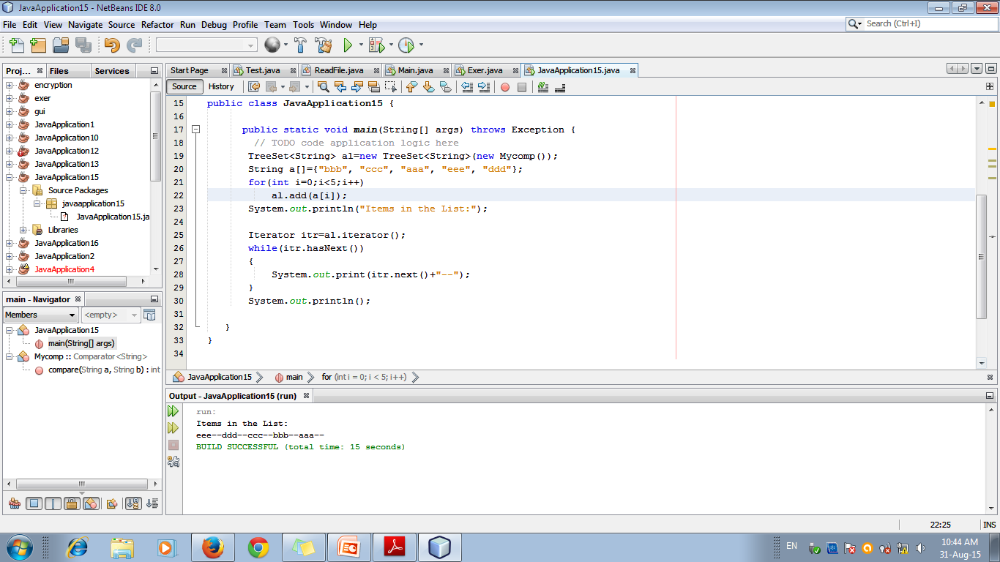 JavaApplication15 - NetBeans IDE 8.0
File Edit View Navigate Source Refactor Run Debug Profile Team Tools Window Help
Search (Ctrl+I)
Proj... Files Services
encryption
exer
gui
JavaApplication1
JavaApplication10
JavaApplication12
JavaApplication13
JavaApplication15
Source Packages
javaapplication15
JavaApplication15.ja
Libraries
JavaApplication16
JavaApplication2
JavaApplication4
main - Navigator
Members <empty>
JavaApplication15
main(String[] args)
Mycomp :: Comparator<String>
compare(String a, String b) : int
Start Page Test.java ReadFile.java Main.java Exer.java JavaApplication15.java
Source History
15 public class JavaApplication15 {
16
17 public static void main(String[] args) throws Exception {
18 // TODO code application logic here
19 TreeSet<String> al=new TreeSet<String>(new Mycomp());
20 String a[]={"bbb", "ccc", "aaa", "eee", "ddd"};
21 for(int i=0;i<5;i++)
22 al.add(a[i]);
23 System.out.println("Items in the List:");
24
25 Iterator itr=al.iterator();
26 while(itr.hasNext())
27 {
28 System.out.print(itr.next()+"--");
29 }
30 System.out.println();
31
32 }
33 }
34
JavaApplication15 main for (int i = 0; i < 5; i++)
Output - JavaApplication15 (run)
run:
Items in the List:
eee--ddd--ccc--bbb--aaa--
BUILD SUCCESSFUL (total time: 15 seconds)
22:25 INS
EN
10:44 AM
31-Aug-15